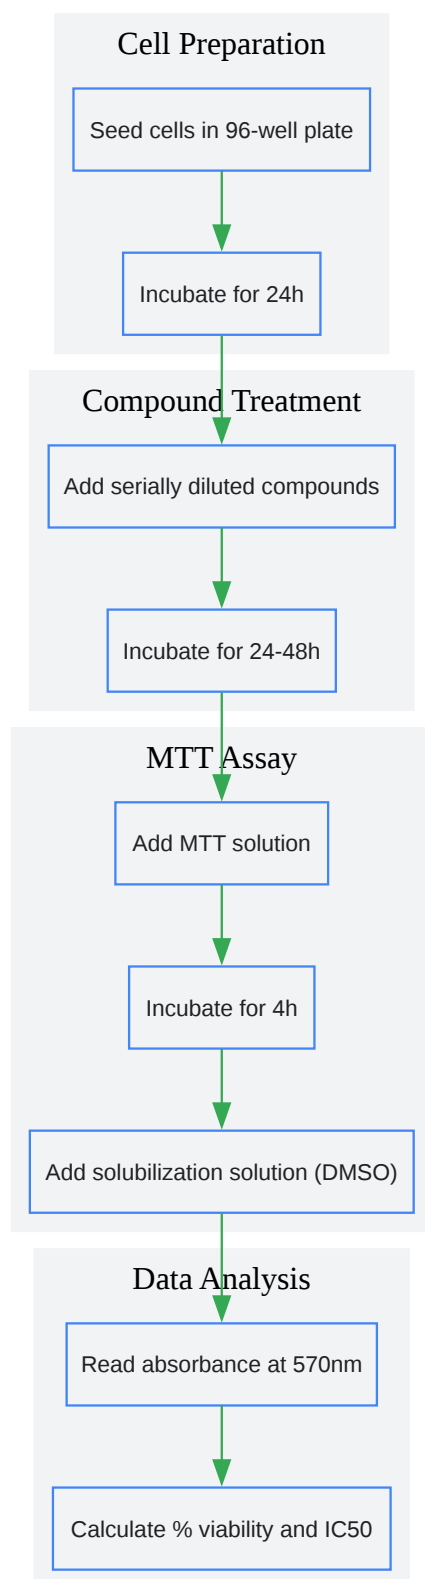 Cell Preparation
Seed cells in 96-well plate
Incubate for 24h
Compound Treatment
Add serially diluted compounds
Incubate for 24-48h
MTT Assay
Add MTT solution
Incubate for 4h
Add solubilization solution (DMSO)
Data Analysis
Read absorbance at 570nm
Calculate % viability and IC50